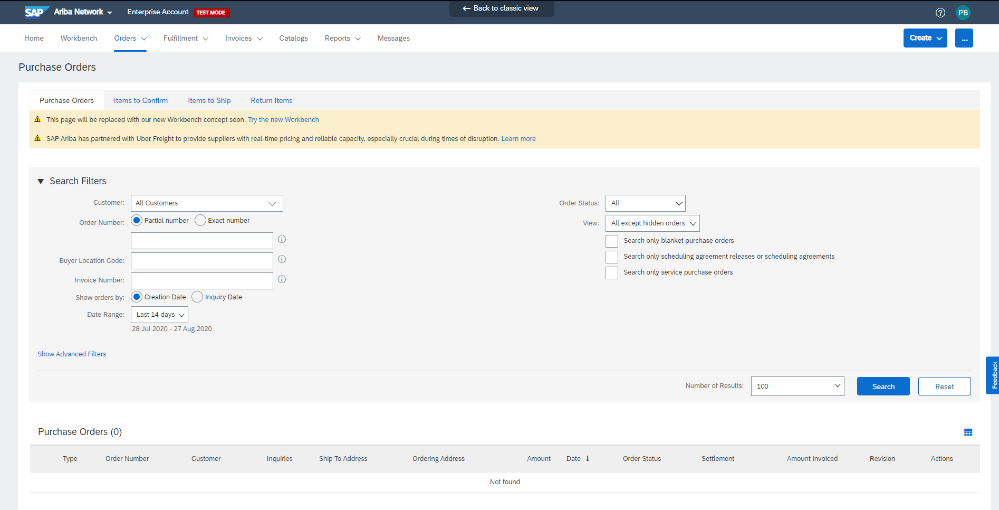 SAP Ariba Network Enterprise Account TEST MODE Back to classic view ? PB
Home Workbench Orders Fulfillment Invoices Catalogs Reports Messages Create ...
Purchase Orders
Purchase Orders Items to Confirm Items to Ship Return Items
This page will be replaced with our new Workbench concept soon. Try the new Workbench
SAP Ariba has partnered with Uber Freight to provide suppliers with real-time pricing and reliable capacity, especially crucial during times of disruption. Learn more
Search Filters
Customer: All Customers Order Status: All
Order Number: Partial number Exact number View: All except hidden orders
Search only blanket purchase orders
Buyer Location Code: Search only scheduling agreement releases or scheduling agreements
Invoice Number: Search only service purchase orders
Show orders by: Creation Date Inquiry Date
Date Range: Last 14 days
28 Jul 2020 - 27 Aug 2020
Show Advanced Filters
Feedback
Number of Results: 100 Search Reset
Purchase Orders (0)
Type Order Number Customer Inquiries Ship To Address Ordering Address Amount Date Order Status Settlement Amount Invoiced Revision Actions
Not found